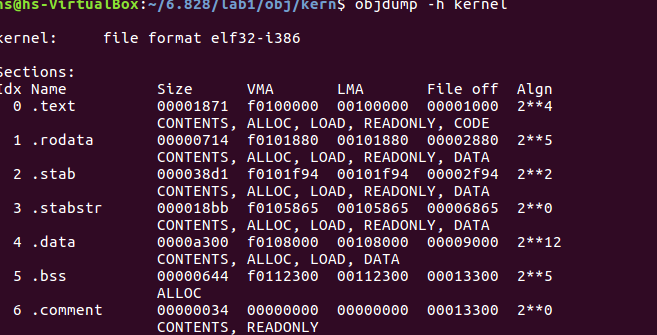 hs@hs-VirtualBox:~/6.828/lab1/obj/kern$ objdump -h kernel
kernel:     file format elf32-i386
Sections:
Idx Name          Size      VMA       LMA       File off  Algn
  0 .text         00001871  f0100000  00100000  00001000  2**4
                  CONTENTS, ALLOC, LOAD, READONLY, CODE
  1 .rodata       00000714  f0101880  00101880  00002880  2**5
                  CONTENTS, ALLOC, LOAD, READONLY, DATA
  2 .stab         000038d1  f0101f94  00101f94  00002f94  2**2
                  CONTENTS, ALLOC, LOAD, READONLY, DATA
  3 .stabstr      000018bb  f0105865  00105865  00006865  2**0
                  CONTENTS, ALLOC, LOAD, READONLY, DATA
  4 .data         0000a300  f0108000  00108000  00009000  2**12
                  CONTENTS, ALLOC, LOAD, DATA
  5 .bss          00000644  f0112300  00112300  00013300  2**5
                  ALLOC
  6 .comment      00000034  00000000  00000000  00013300  2**0
                  CONTENTS, READONLY